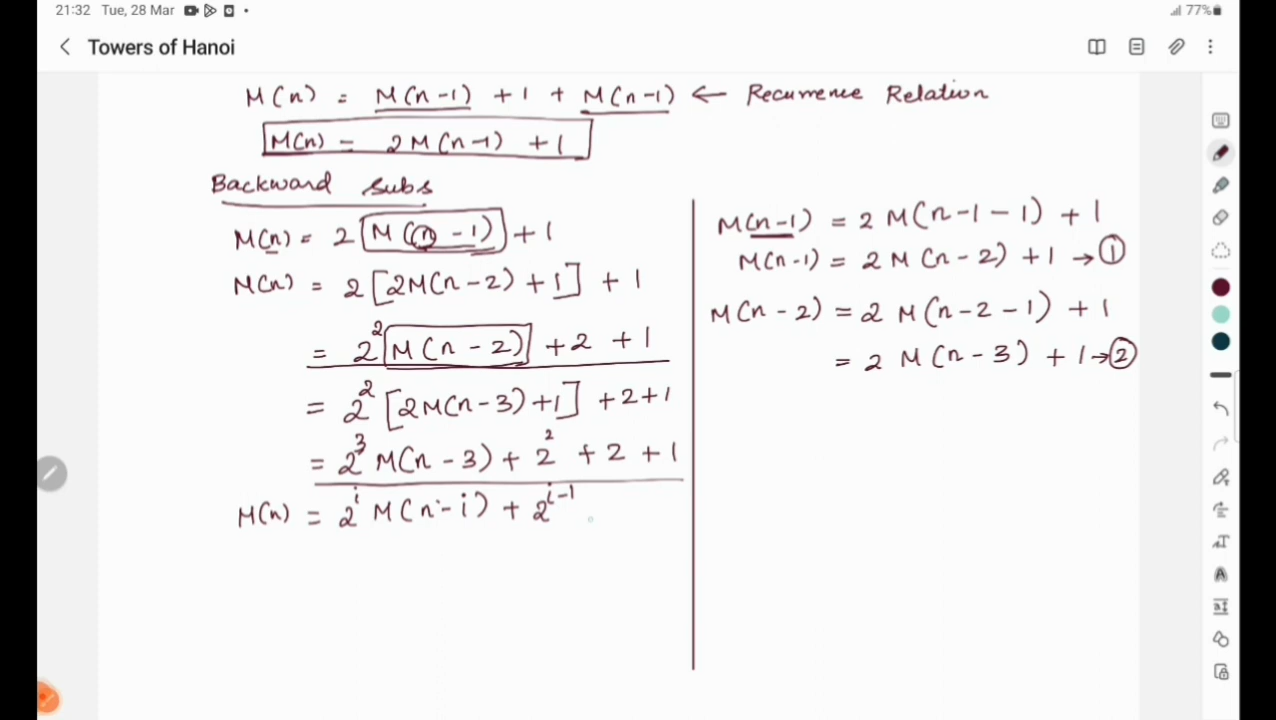 21:32 Tue, 28 Mar
77%
Towers of Hanoi
M(n) = M(n-1) + 1 + M(n-1) ← Recurrence Relation
M(n) = 2M(n-1) + 1
Backward subs
M(n) = 2 M(n-1) + 1
M(n) = 2[2M(n-2) + 1] + 1
= 2² M(n-2) + 2 + 1
= 2² [2M(n-3)+1] + 2+1
= 2³ M(n-3) + 2² + 2 + 1
M(n) = 2^i M(n-i) + 2^i-1
M(n-1) = 2 M(n-1-1) + 1
M(n-1) = 2 M(n-2) + 1 → ①
M(n-2) = 2 M(n-2-1) + 1
= 2 M(n-3) + 1 → ②